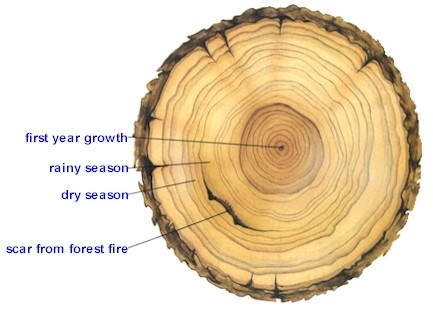 first year growth
rainy season
dry season
scar from forest fire